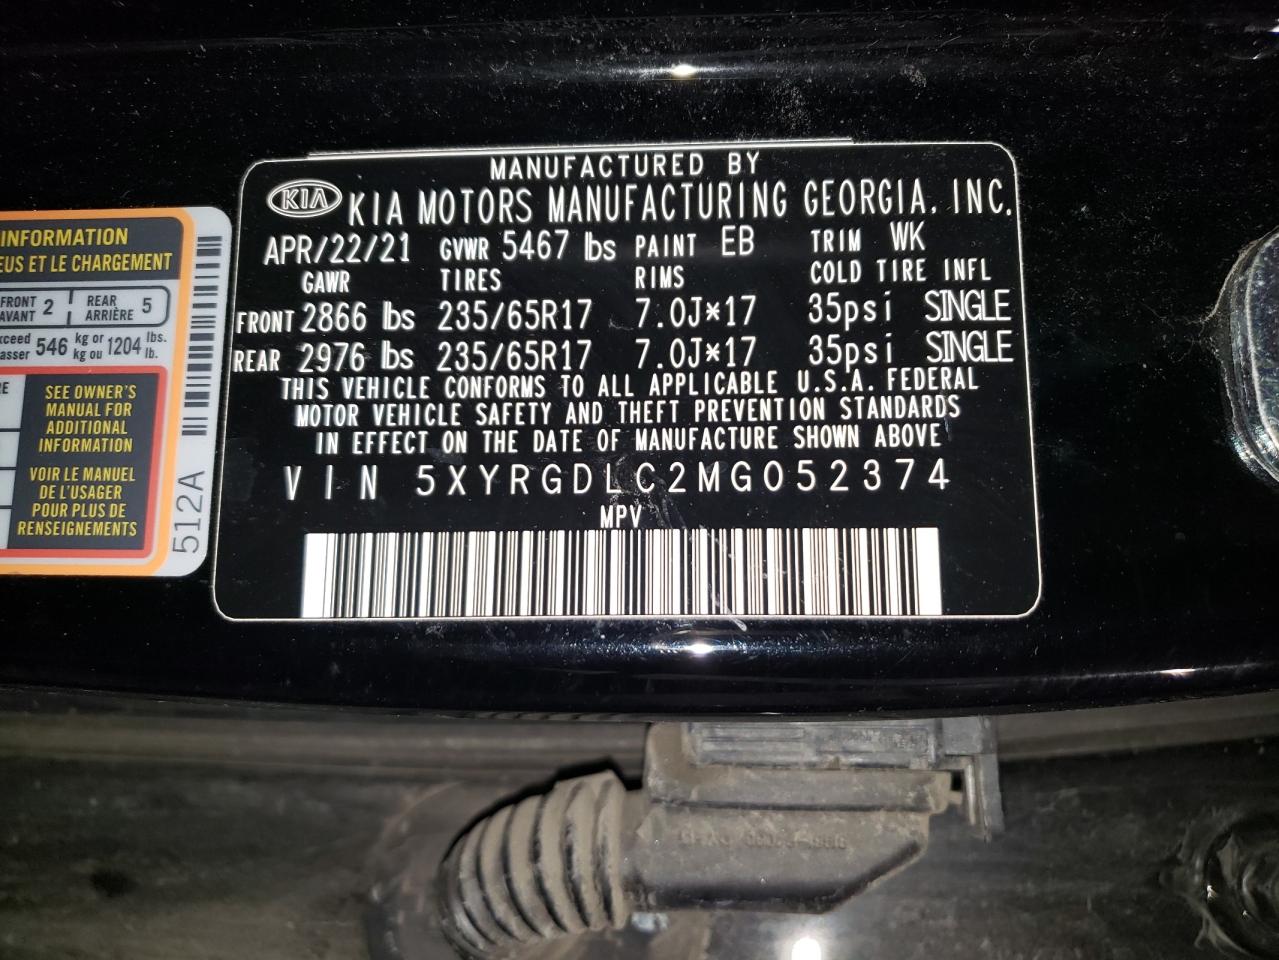 MANUFACTURED BY
KIA KIA MOTORS MANUFACTURING GEORGIA, INC.
APR/22/21 GVWR 5467 lbs PAINT EB TRIM WK
GAWR TIRES RIMS COLD TIRE INFL
FRONT 2866 lbs 235/65R17 7.0J*17 35psi SINGLE
REAR 2976 lbs 235/65R17 7.0J*17 35psi SINGLE
THIS VEHICLE CONFORMS TO ALL APPLICABLE U.S.A. FEDERAL
MOTOR VEHICLE SAFETY AND THEFT PREVENTION STANDARDS
IN EFFECT ON THE DATE OF MANUFACTURE SHOWN ABOVE
VIN 5XYRGDLC2MG052374
MPV
INFORMATION
EUS ET LE CHARGEMENT
FRONT 2 REAR 5
AVANT ARRIÈRE
xceed 546 kg or 1204 lbs.
asser kg ou lb.
SEE OWNER'S
MANUAL FOR
ADDITIONAL
INFORMATION
VOIR LE MANUEL
DE L'USAGER
POUR PLUS DE
RENSEIGNEMENTS
512A